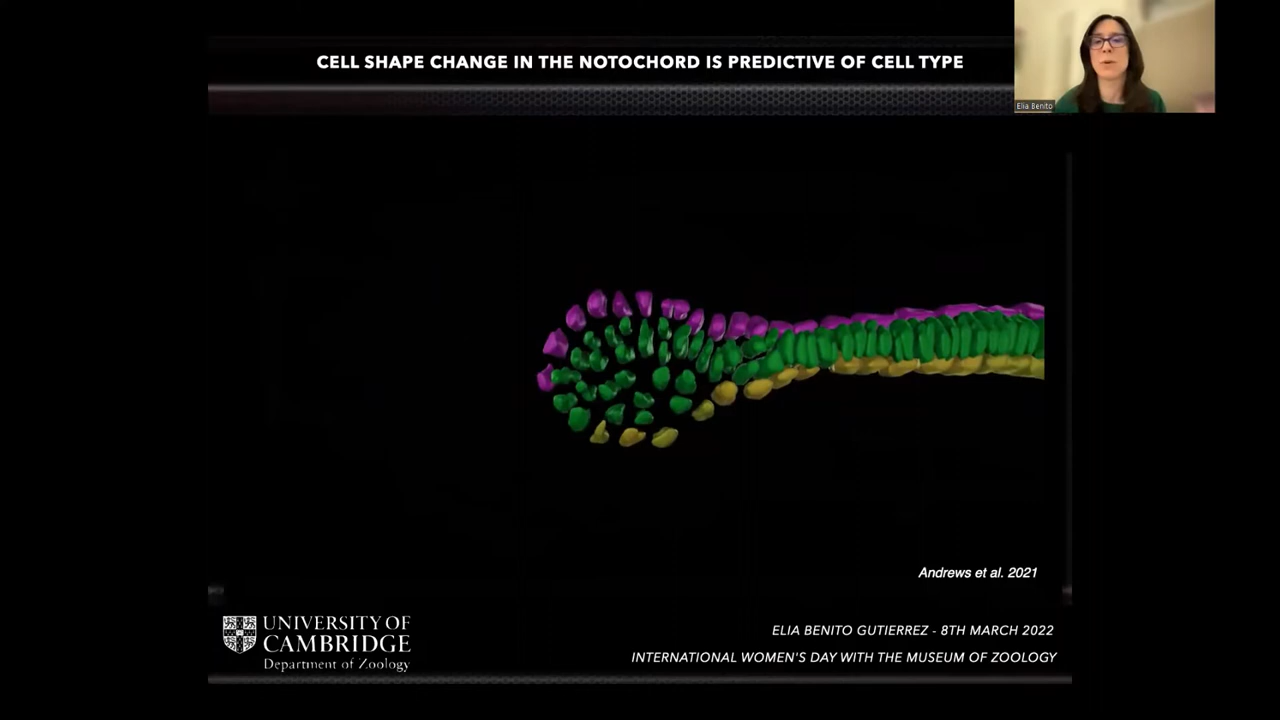 CELL SHAPE CHANGE IN THE NOTOCHORD IS PREDICTIVE OF CELL TYPE
Elia Benito
Andrews et al. 2021
UNIVERSITY OF
CAMBRIDGE
Department of Zoology
ELIA BENITO GUTIERREZ - 8TH MARCH 2022
INTERNATIONAL WOMEN'S DAY WITH THE MUSEUM OF ZOOLOGY